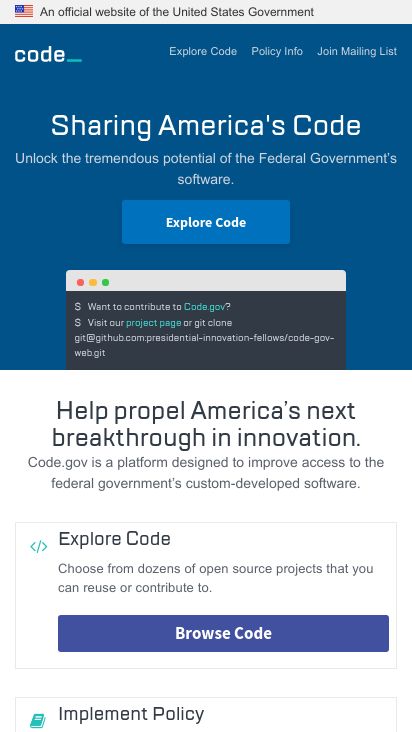 An official website of the United States Government
code_
Explore Code Policy Info Join Mailing List
Sharing America's Code
Unlock the tremendous potential of the Federal Government’s
software.
Explore Code
$ Want to contribute to Code.gov?
$ Visit our project page or git clone
git@github.com:presidential-innovation-fellows/code-gov-
web.git
Help propel America’s next
breakthrough in innovation.
Code.gov is a platform designed to improve access to the
federal government’s custom-developed software.
</> Explore Code
Choose from dozens of open source projects that you
can reuse or contribute to.
Browse Code
Implement Policy